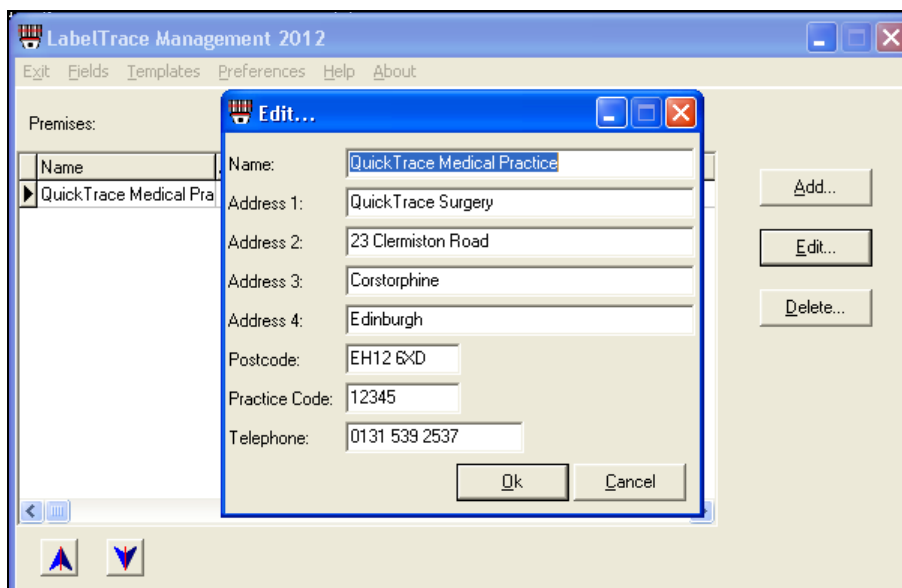 LabelTrace Management 2012
Exit Fields Templates Preferences Help About
Premises:
Name
QuickTrace Medical Pra
Add...
Edit...
Delete...
Edit...
Name: QuickTrace Medical Practice
Address 1: QuickTrace Surgery
Address 2: 23 Clermiston Road
Address 3: Corstorphine
Address 4: Edinburgh
Postcode: EH12 6XD
Practice Code: 12345
Telephone: 0131 539 2537
Ok Cancel